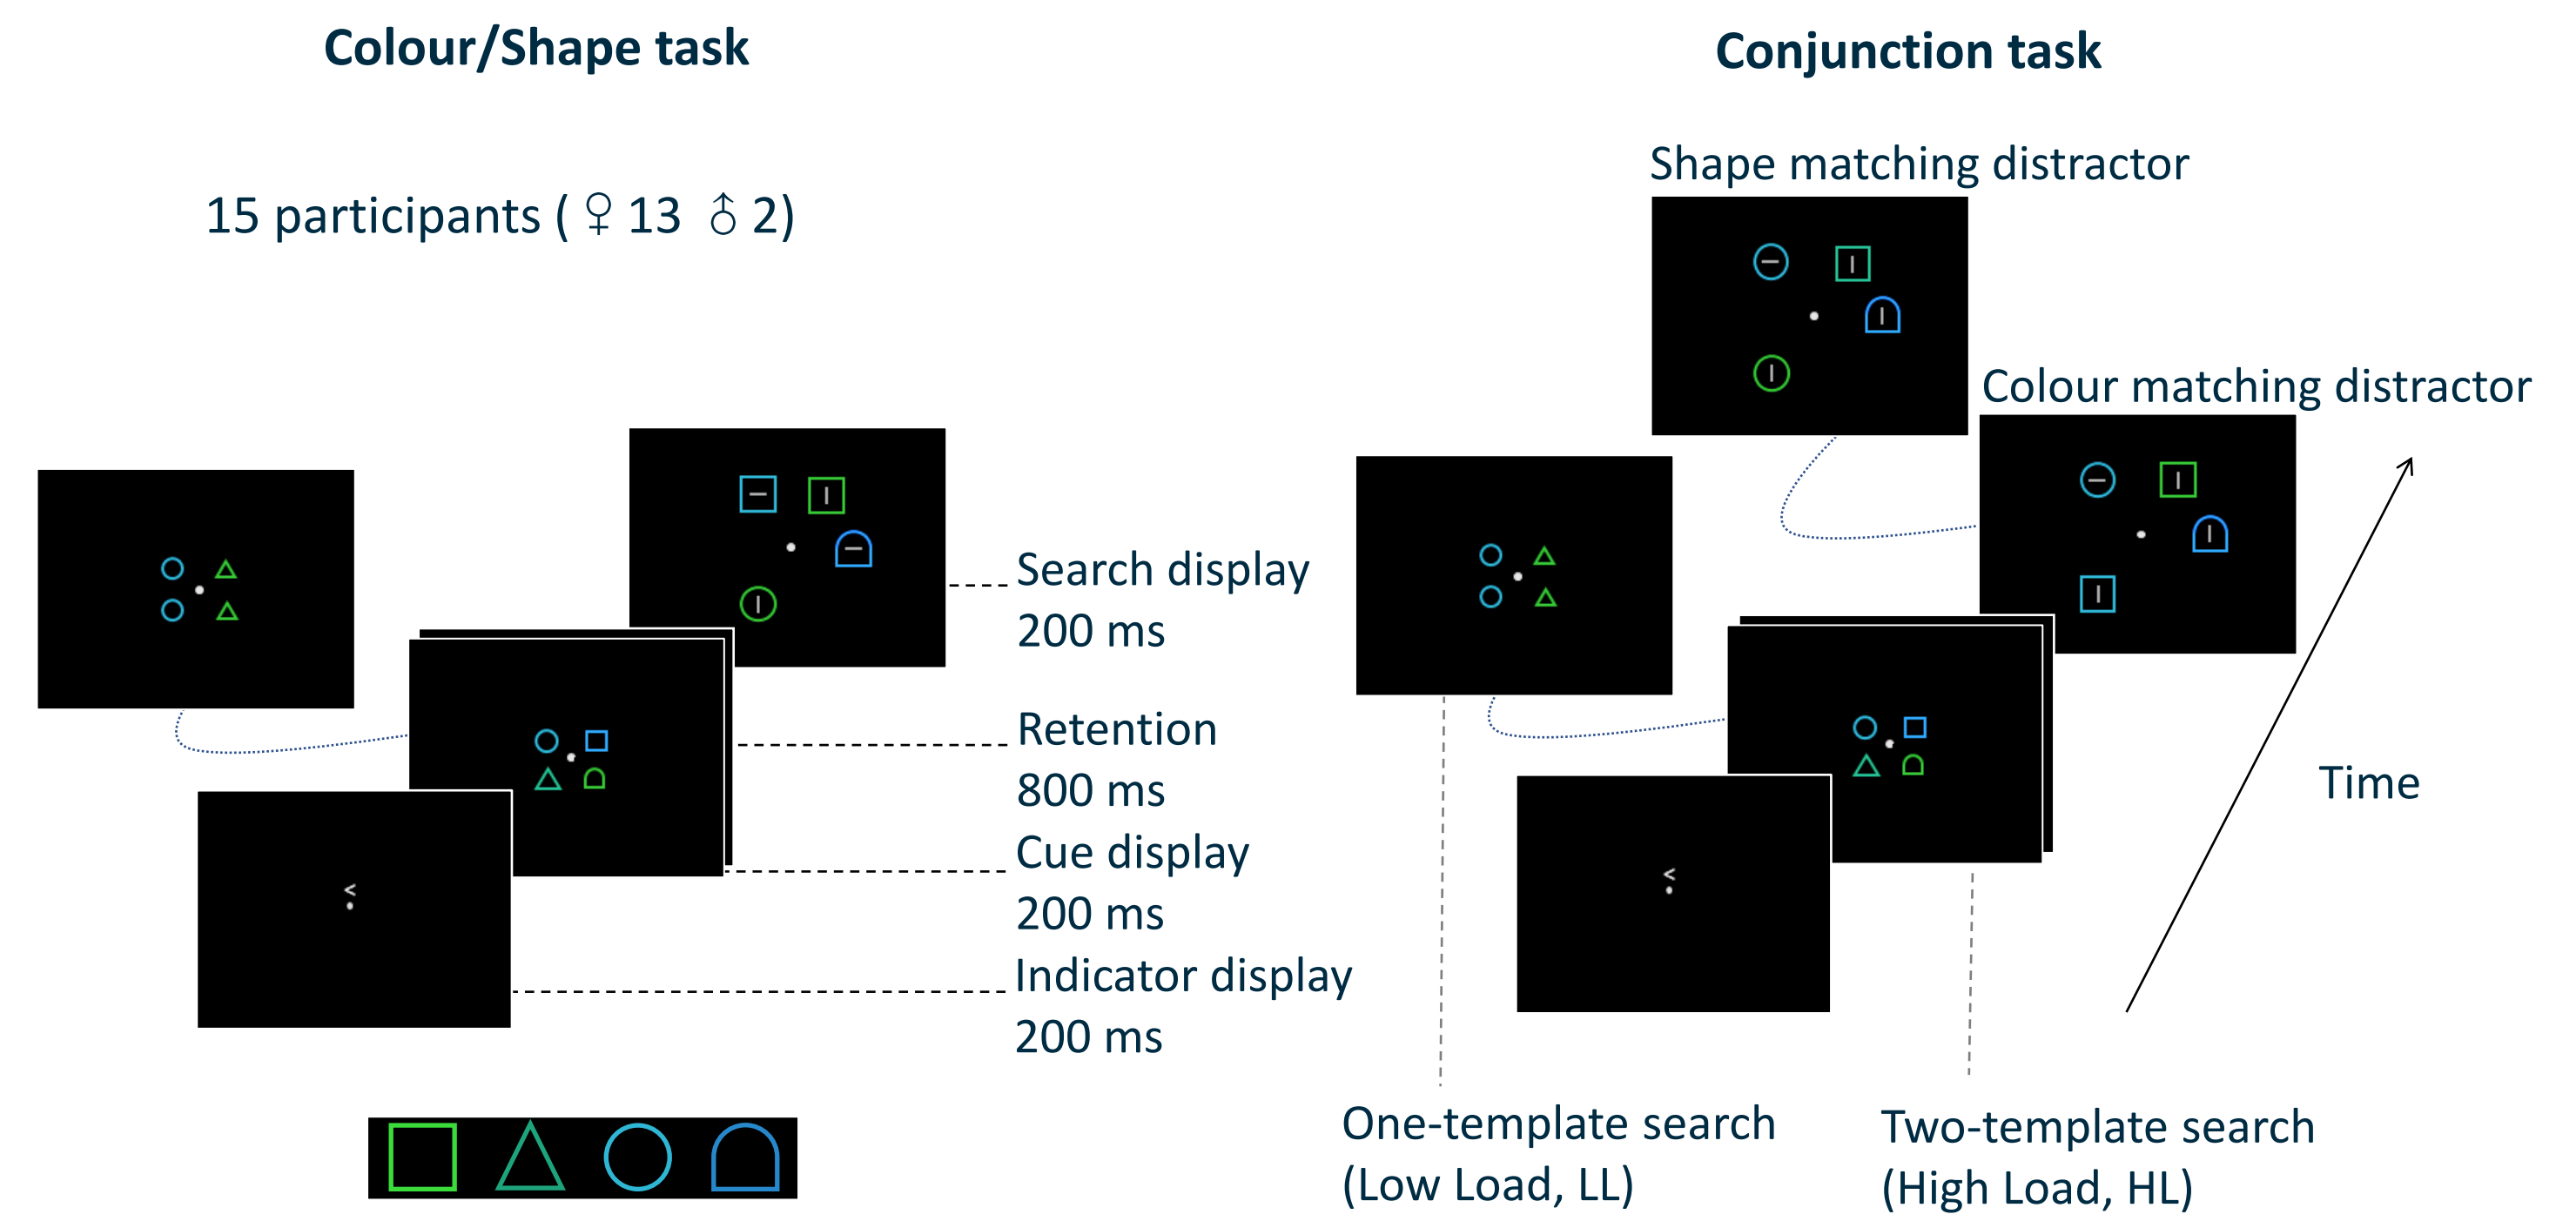 Colour/Shape task
15 participants ( ♀ 13 ♂ 2)
Search display
200 ms
Retention
800 ms
Cue display
200 ms
Indicator display
200 ms
<
Conjunction task
Shape matching distractor
Colour matching distractor
<
Time
One-template search
(Low Load, LL)
Two-template search
(High Load, HL)